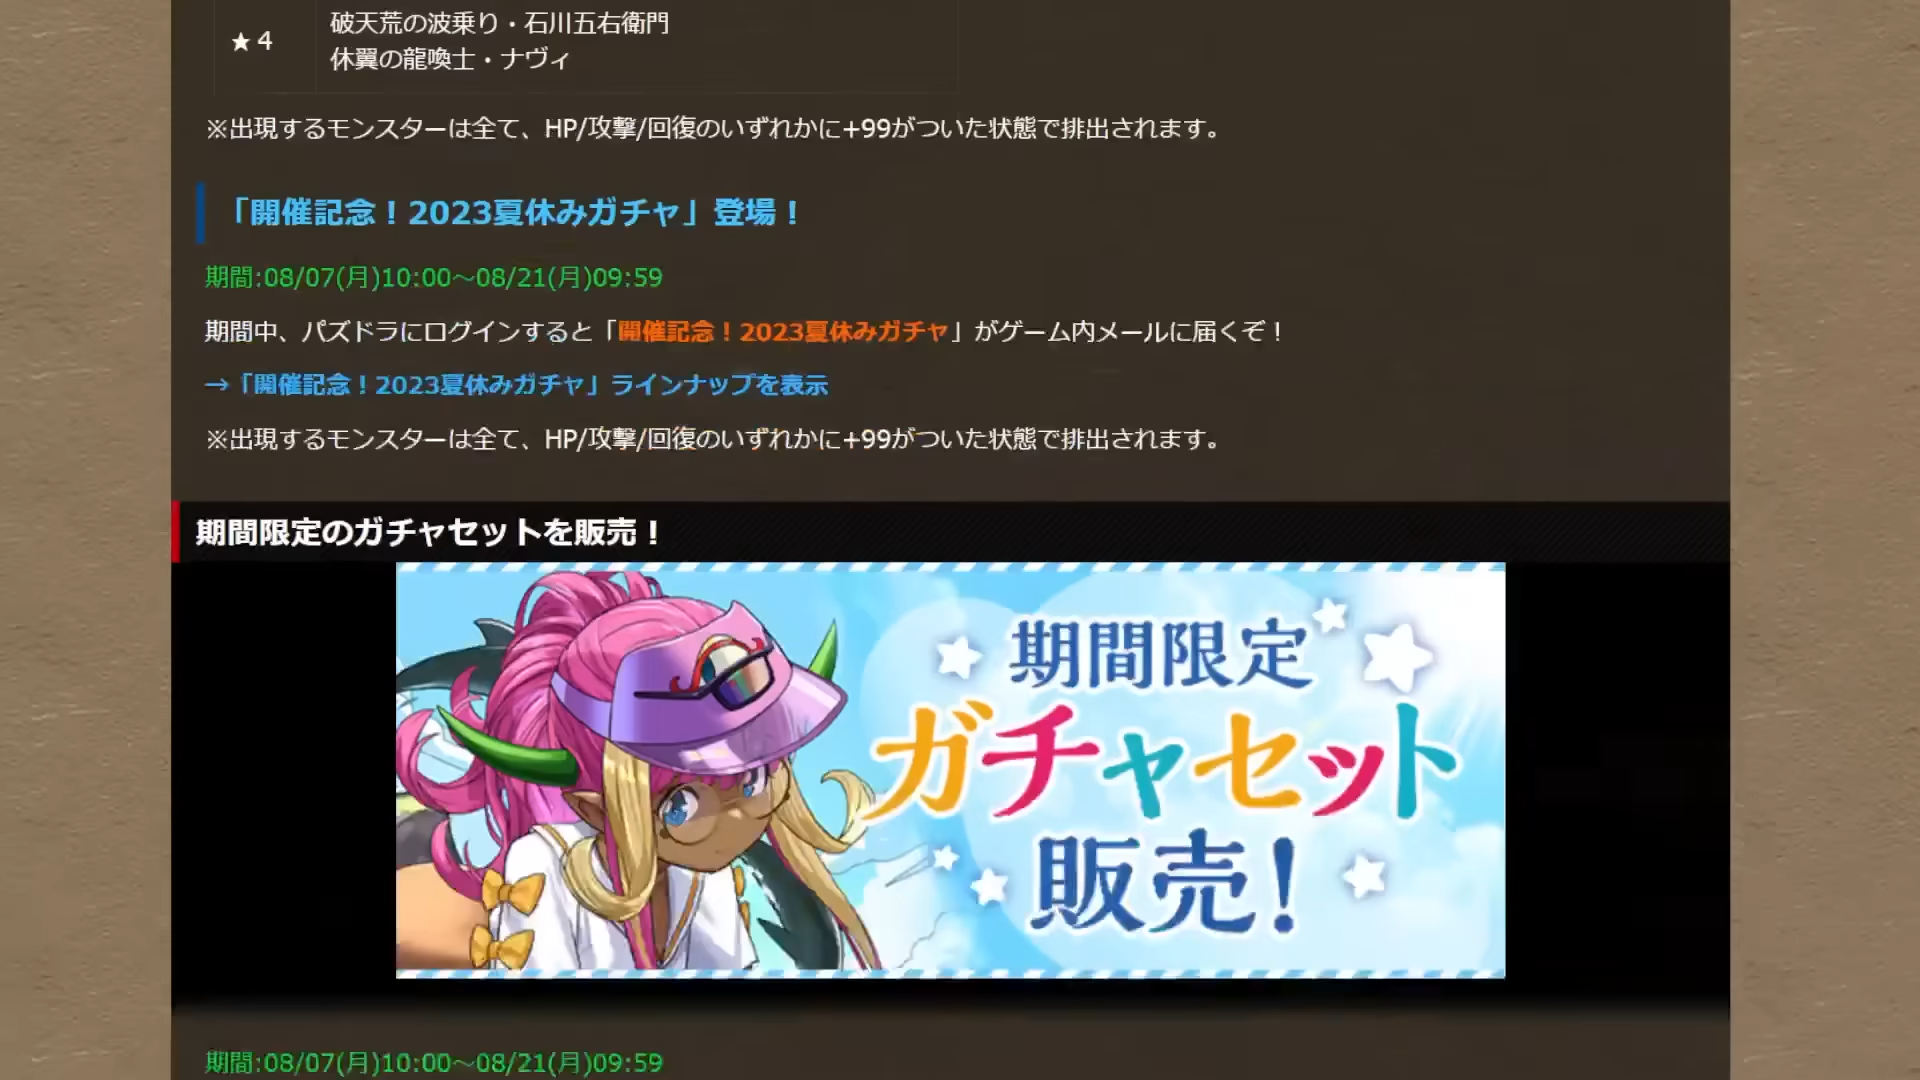 ★4
破天荒の波乗り・石川五右衛門
休翼の龍喚士・ナヴィ
※出現するモンスターは全て、HP/攻撃/回復のいずれかに+99がついた状態で排出されます。
「開催記念！2023夏休みガチャ」登場！
期間:08/07(月)10:00～08/21(月)09:59
期間中、パズドラにログインすると「開催記念！2023夏休みガチャ」がゲーム内メールに届くぞ！
→「開催記念！2023夏休みガチャ」ラインナップを表示
※出現するモンスターは全て、HP/攻撃/回復のいずれかに+99がついた状態で排出されます。
期間限定のガチャセットを販売！
期間限定
ガチャセット
販売！
期間:08/07(月)10:00～08/21(月)09:59